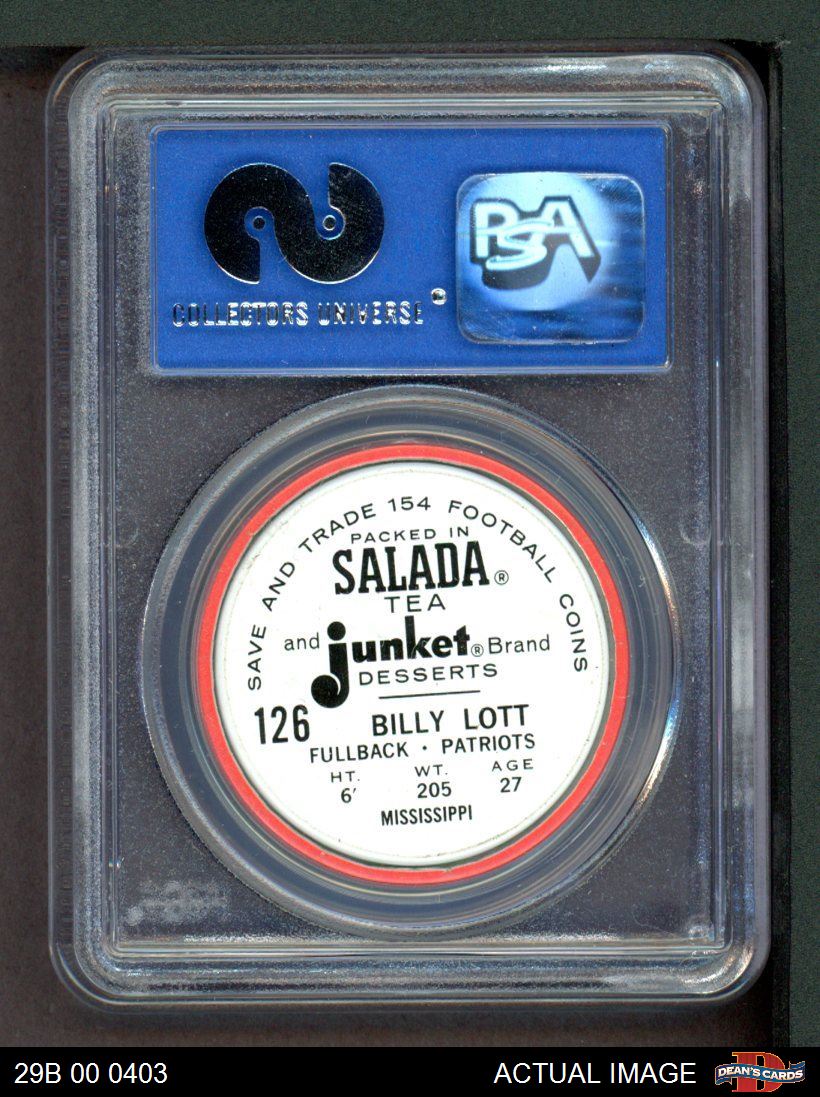 PSA
COLLECTORS UNIVERSE
SAVE AND TRADE 154 FOOTBALL COINS
PACKED IN
SALADA®
TEA
and junket® Brand
DESSERTS
126 BILLY LOTT
FULLBACK · PATRIOTS
HT. WT. AGE
6' 205 27
MISSISSIPPI
29B 00 0403 ACTUAL IMAGE DEAN'S CARDS